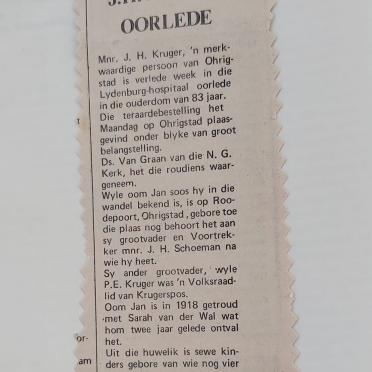 OORLEDE
Mnr. J. H. Kruger, 'n merk-
waardige persoon van Ohrig-
stad is verlede week in die
Lydenburg-hospitaal oorlede
in die ouderdom van 83 jaar.
Die teraardebestelling het
Maandag op Ohrigstad plaas-
gevind onder blyke van groot
belangstelling.
Ds. Van Graan van die N. G.
Kerk, het die roudiens waar-
geneem.
Wyle oom Jan soos hy in die
wandel bekend is, is op Roo-
depoort, Ohrigstad, gebore toe
die plaas nog behoort het aan
sy grootvader en Voortrek-
ker mnr. J. H. Schoeman na
wie hy heet.
Sy ander grootvader, wyle
P.E. Kruger was 'n Volksraad-
lid van Krugerspos.
Oom Jan is in 1918 getroud
met Sarah van der Wal wat
hom twee jaar gelede ontval
het.
Uit die huwelik is sewe kin-
ders gebore van wie nog vier
t
or-
am